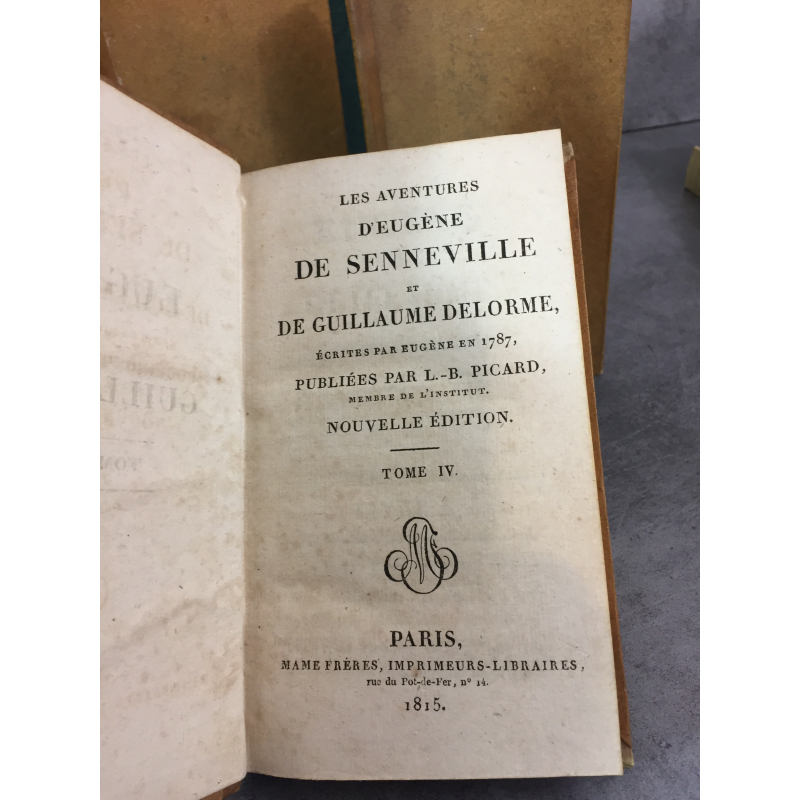 LES AVENTURES
D'EUGÈNE
DE SENNEVILLE
ET
DE GUILLAUME DELORME,
ÉCRITES PAR EUGÈNE EN 1787,
PUBLIÉES PAR L.-B. PICARD,
MEMBRE DE L'INSTITUT.
NOUVELLE ÉDITION.
TOME IV.
PARIS,
MAME FRÈRES, IMPRIMEURS-LIBRAIRES,
rue du Pot-de-Fer, nº 14.
1815.